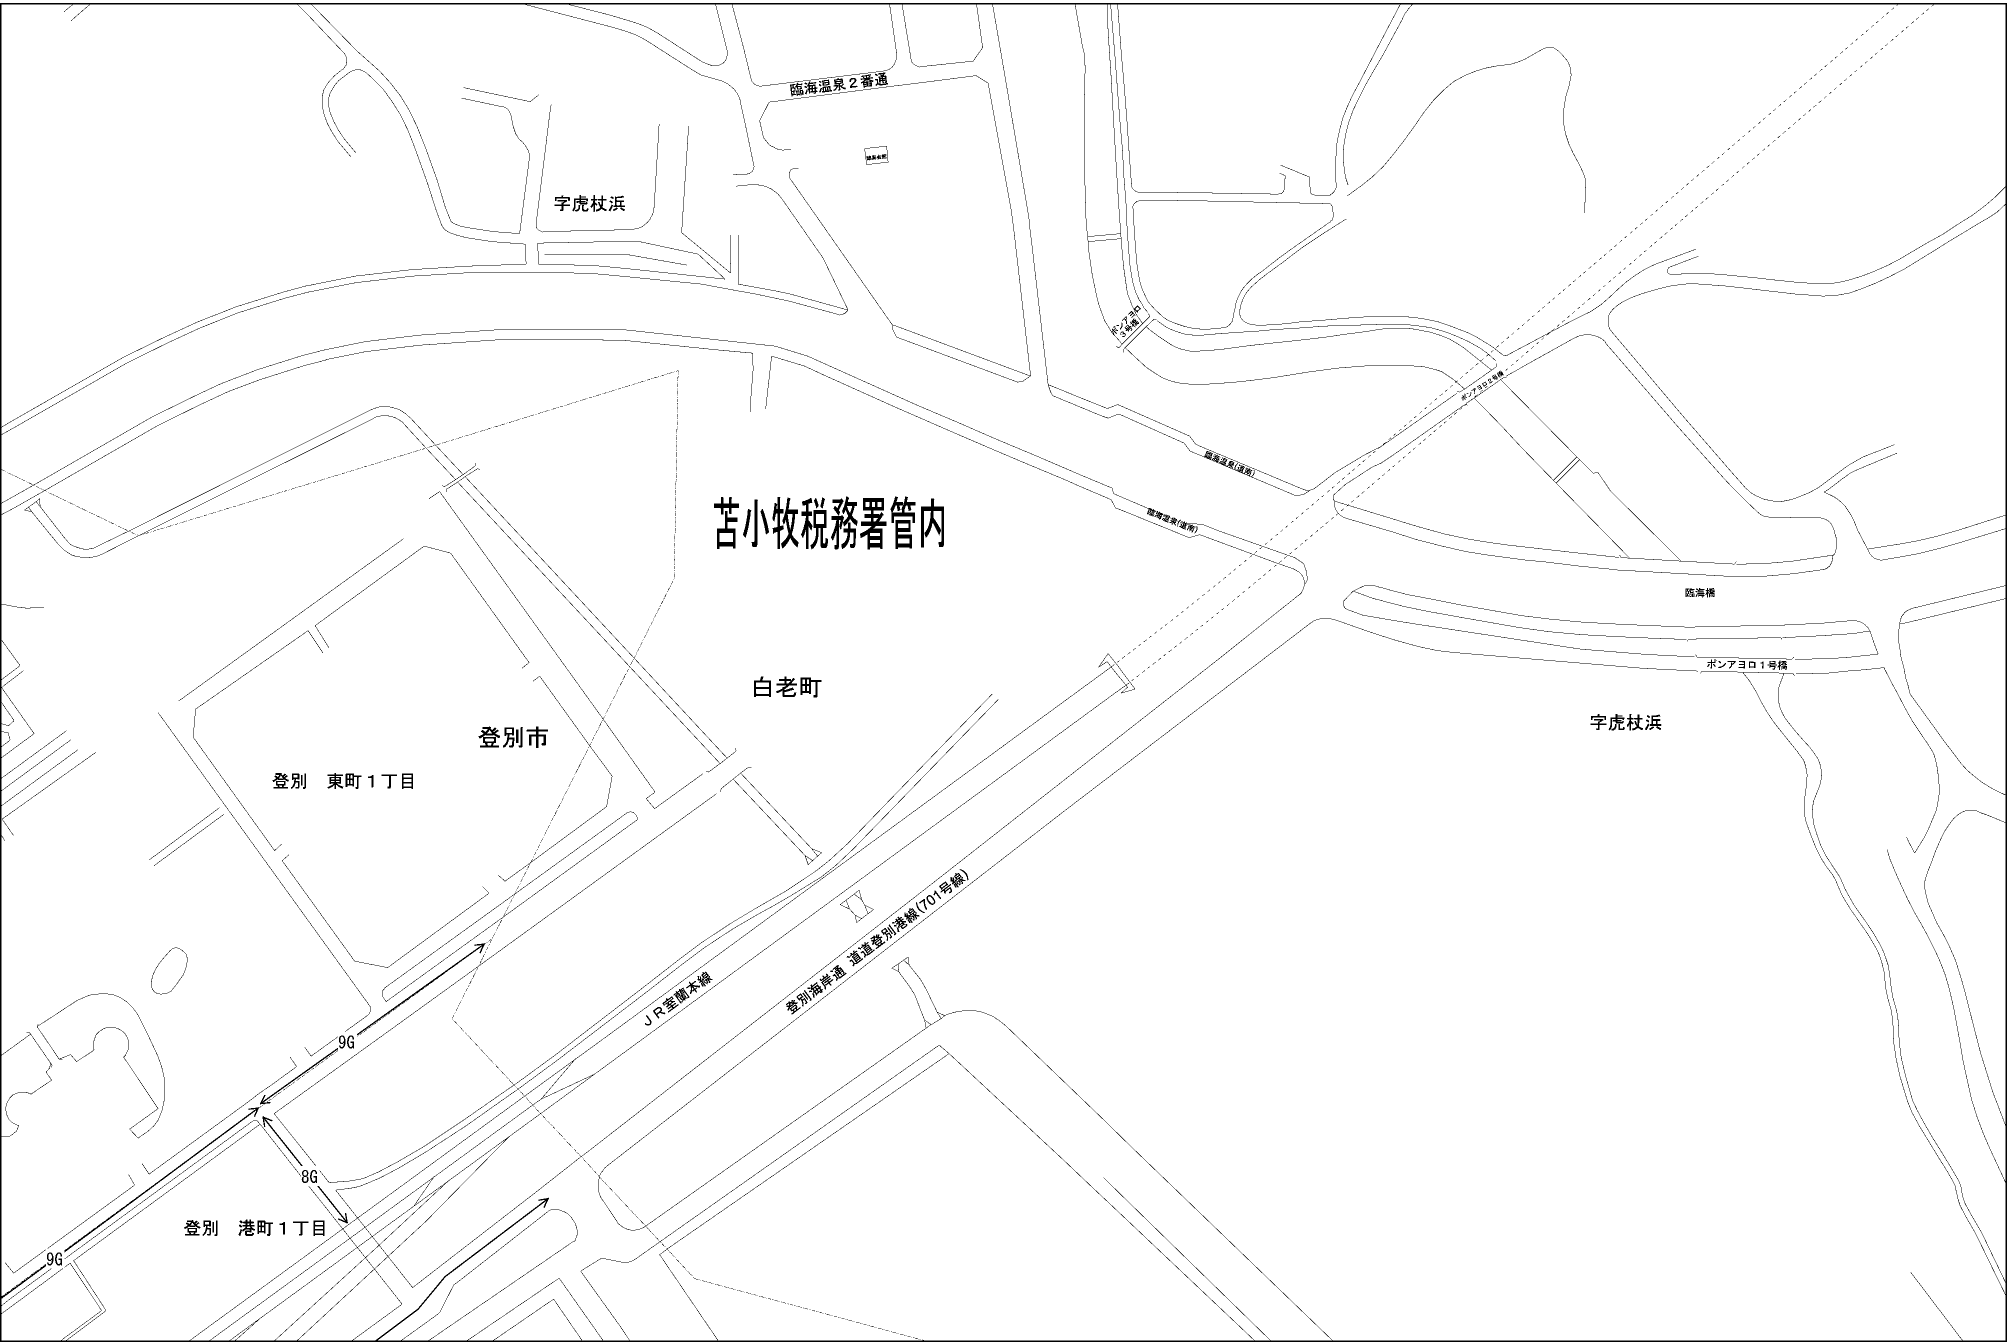 臨海温泉２番通
字虎杖浜
ポンアヨロ
３号橋
ポンアヨロ２号橋
臨海温泉(道南)
苫小牧税務署管内
臨海温泉(道南)
臨海橋
ポンアヨロ１号橋
白老町
字虎杖浜
登別市
登別　東町１丁目
登別海岸通 道道登別港線(701号線)
ＪＲ室蘭本線
9G
8G
登別　港町１丁目
9G